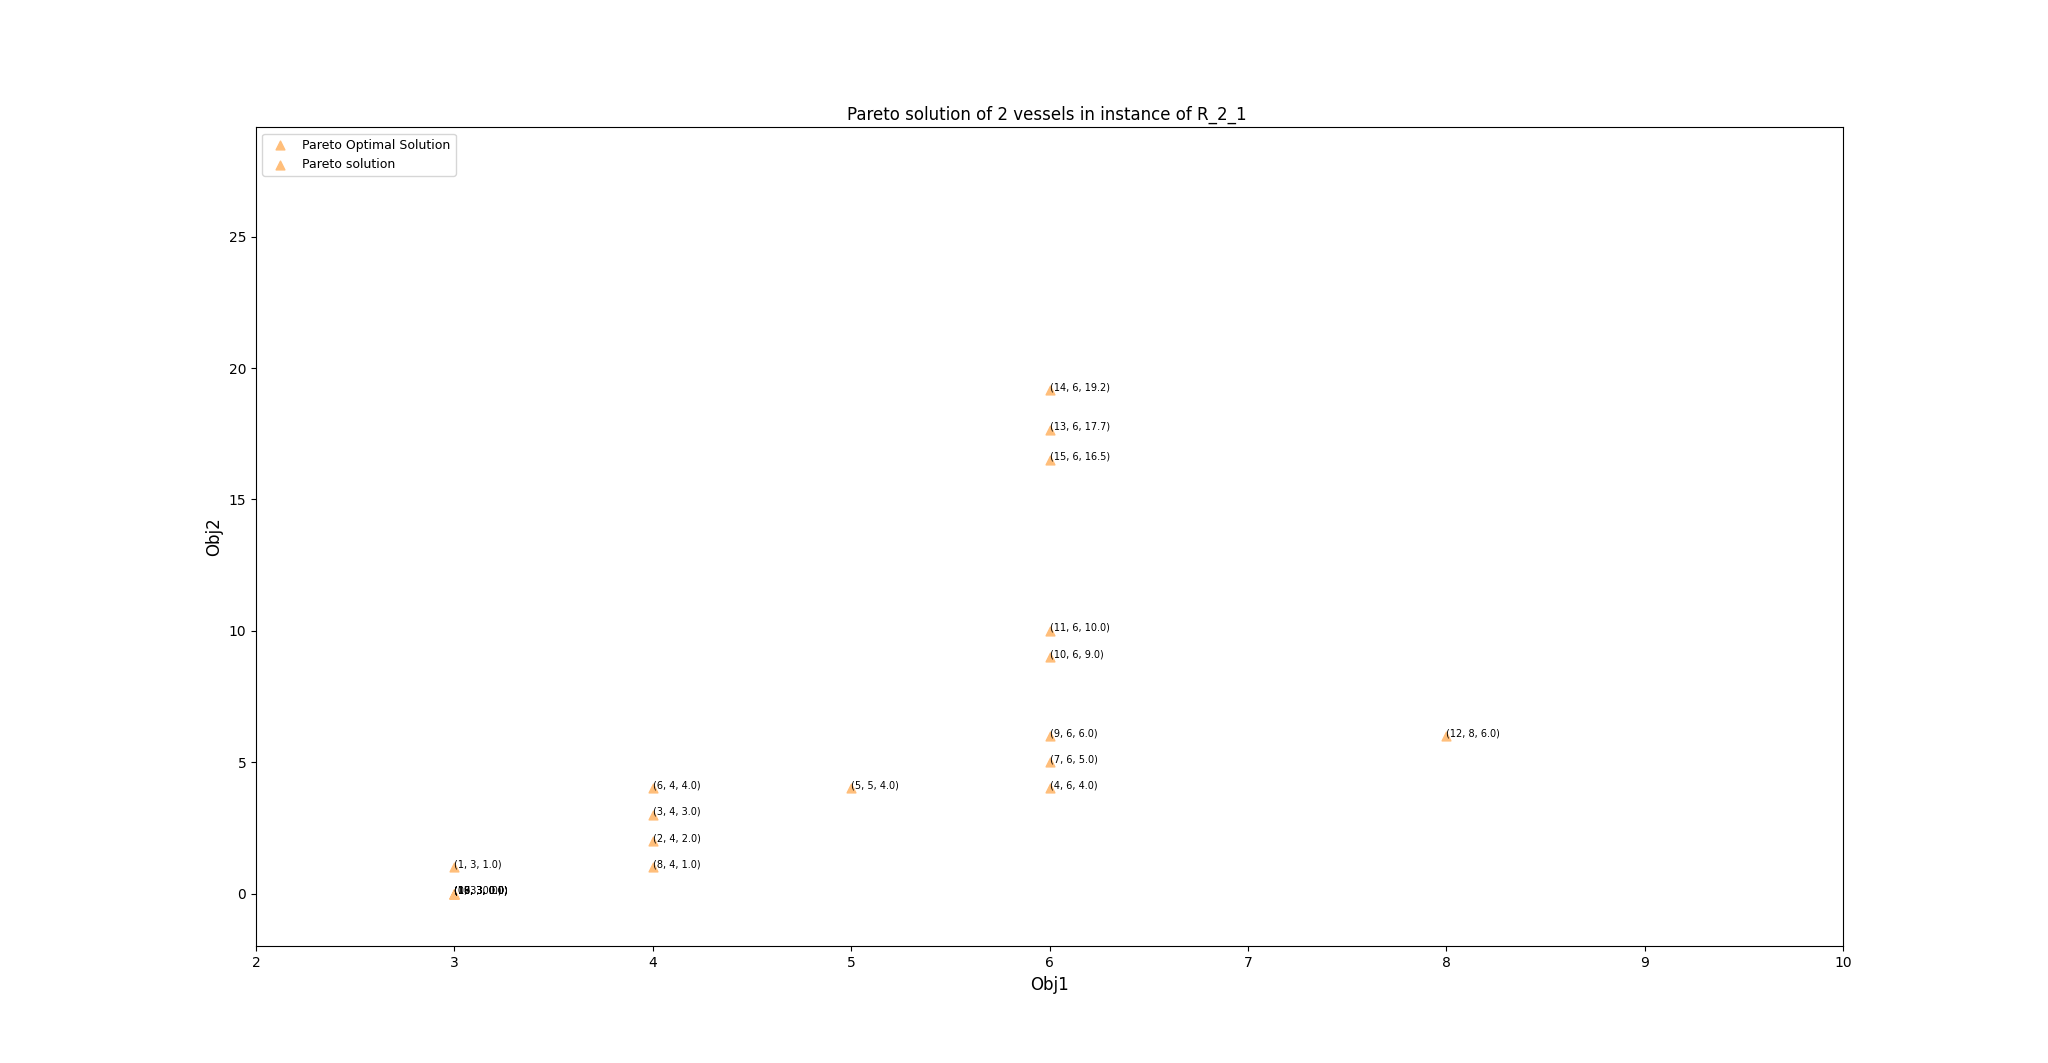 Pareto solution of 2 vessels in instance of R_2_1
Pareto Optimal Solution
Pareto solution
25
20
15
10
5
0
Obj2
(14, 6, 19.2)
(13, 6, 17.7)
(15, 6, 16.5)
(11, 6, 10.0)
(10, 6, 9.0)
(9, 6, 6.0)
(12, 8, 6.0)
(7, 6, 5.0)
(6, 4, 4.0)
(5, 5, 4.0)
(4, 6, 4.0)
(3, 4, 3.0)
(2, 4, 2.0)
(1, 3, 1.0)
(8, 4, 1.0)
2
3
4
5
6
7
8
9
10
Obj1